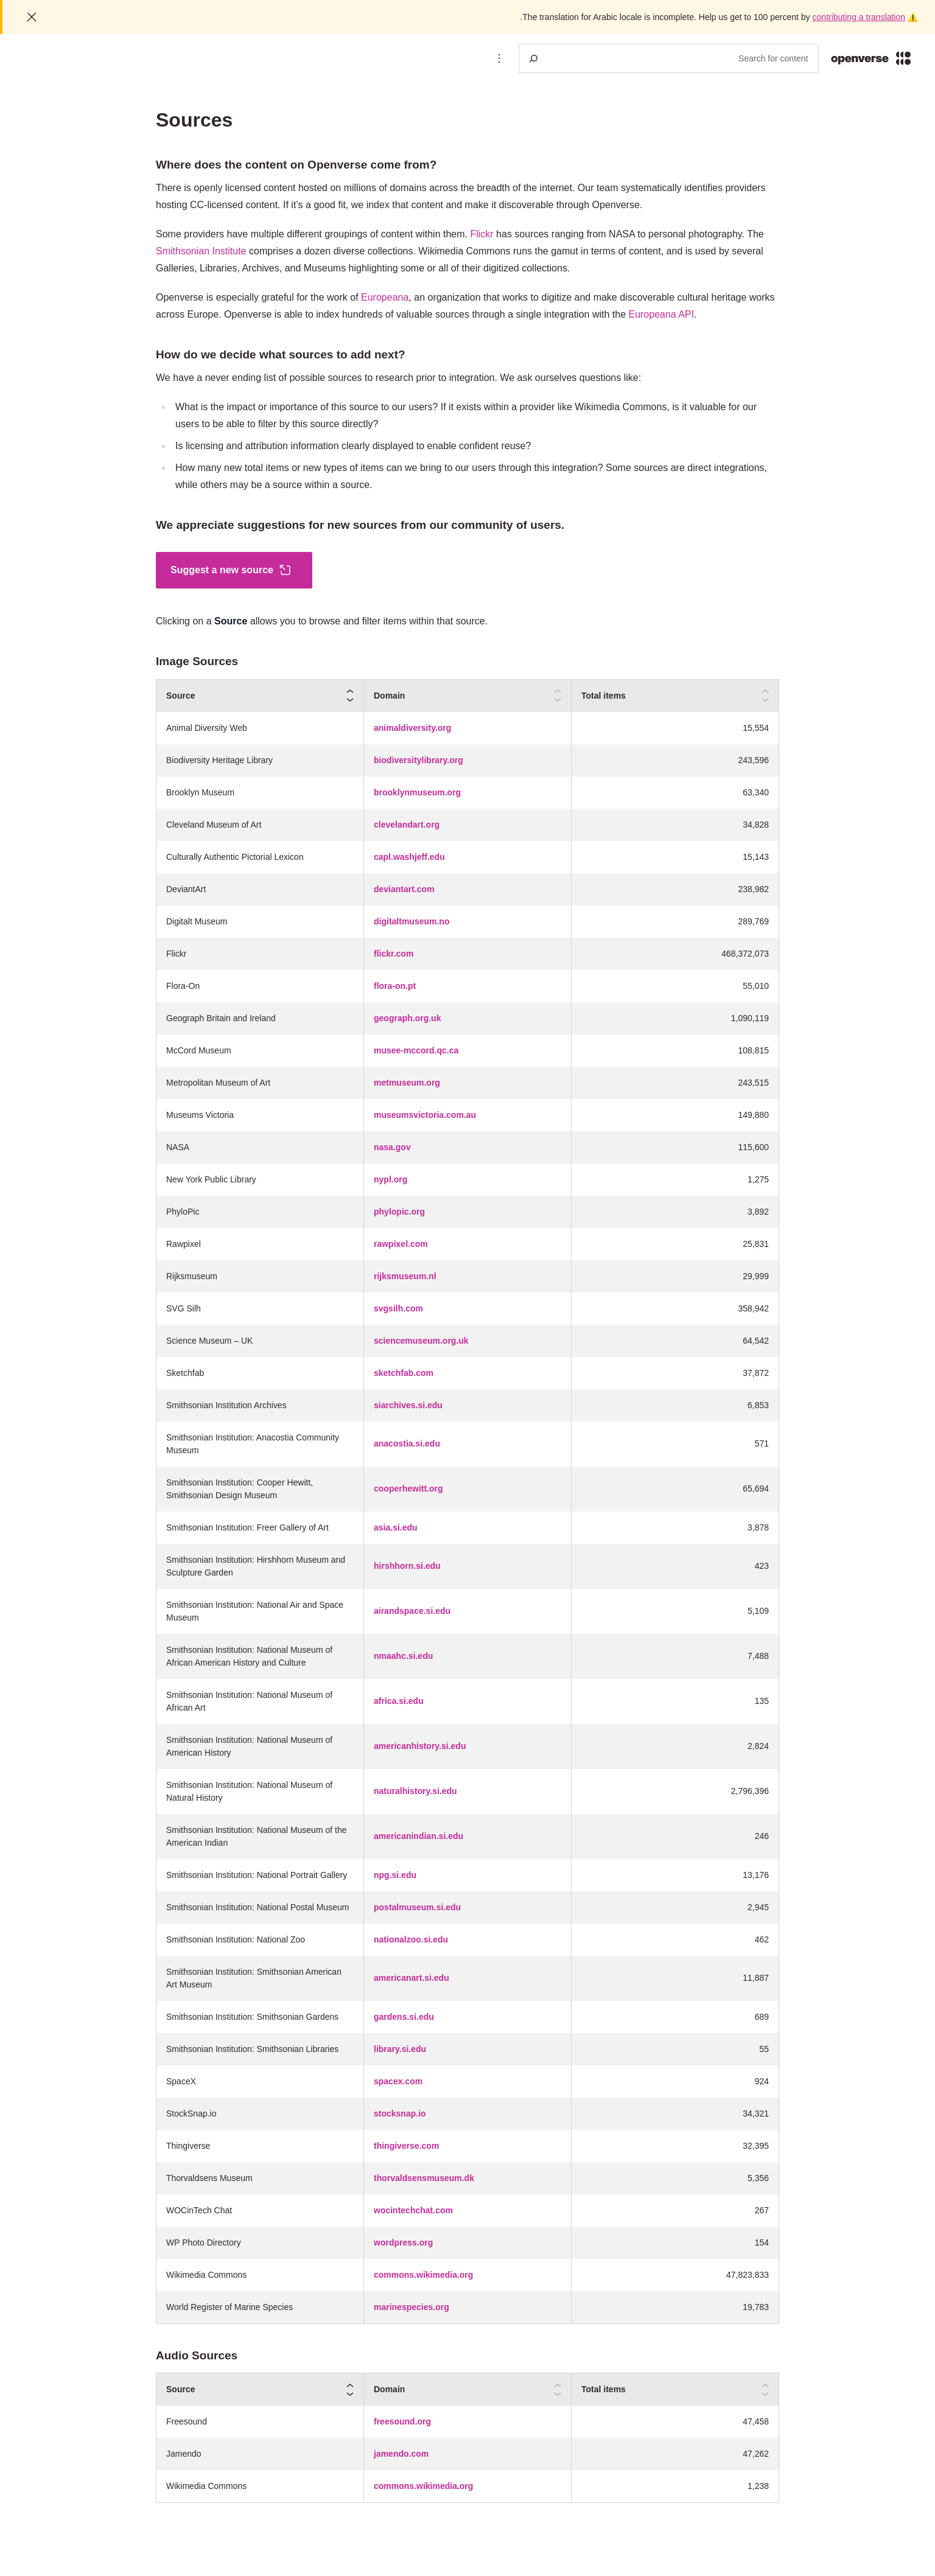 .The translation for Arabic locale is incomplete. Help us get to 100 percent by contributing a translation ⚠️
Search for content
openverse
Sources
Where does the content on Openverse come from?
There is openly licensed content hosted on millions of domains across the breadth of the internet. Our team systematically identifies providers
hosting CC-licensed content. If it's a good fit, we index that content and make it discoverable through Openverse.
Some providers have multiple different groupings of content within them. Flickr has sources ranging from NASA to personal photography. The
Smithsonian Institute comprises a dozen diverse collections. Wikimedia Commons runs the gamut in terms of content, and is used by several
Galleries, Libraries, Archives, and Museums highlighting some or all of their digitized collections.
Openverse is especially grateful for the work of Europeana, an organization that works to digitize and make discoverable cultural heritage works
across Europe. Openverse is able to index hundreds of valuable sources through a single integration with the Europeana API.
How do we decide what sources to add next?
We have a never ending list of possible sources to research prior to integration. We ask ourselves questions like:
What is the impact or importance of this source to our users? If it exists within a provider like Wikimedia Commons, is it valuable for our
users to be able to filter by this source directly?
Is licensing and attribution information clearly displayed to enable confident reuse?
How many new total items or new types of items can we bring to our users through this integration? Some sources are direct integrations,
while others may be a source within a source.
We appreciate suggestions for new sources from our community of users.
Suggest a new source
Clicking on a Source allows you to browse and filter items within that source.
Image Sources
Source Domain Total items
Animal Diversity Web animaldiversity.org 15,554
Biodiversity Heritage Library biodiversitylibrary.org 243,596
Brooklyn Museum brooklynmuseum.org 63,340
Cleveland Museum of Art clevelandart.org 34,828
Culturally Authentic Pictorial Lexicon capl.washjeff.edu 15,143
DeviantArt deviantart.com 238,982
Digitalt Museum digitaltmuseum.no 289,769
Flickr flickr.com 468,372,073
Flora-On flora-on.pt 55,010
Geograph Britain and Ireland geograph.org.uk 1,090,119
McCord Museum musee-mccord.qc.ca 108,815
Metropolitan Museum of Art metmuseum.org 243,515
Museums Victoria museumsvictoria.com.au 149,880
NASA nasa.gov 115,600
New York Public Library nypl.org 1,275
PhyloPic phylopic.org 3,892
Rawpixel rawpixel.com 25,831
Rijksmuseum rijksmuseum.nl 29,999
SVG Silh svgsilh.com 358,942
Science Museum – UK sciencemuseum.org.uk 64,542
Sketchfab sketchfab.com 37,872
Smithsonian Institution Archives siarchives.si.edu 6,853
Smithsonian Institution: Anacostia Community
Museum anacostia.si.edu 571
Smithsonian Institution: Cooper Hewitt,
Smithsonian Design Museum cooperhewitt.org 65,694
Smithsonian Institution: Freer Gallery of Art asia.si.edu 3,878
Smithsonian Institution: Hirshhorn Museum and
Sculpture Garden hirshhorn.si.edu 423
Smithsonian Institution: National Air and Space
Museum airandspace.si.edu 5,109
Smithsonian Institution: National Museum of
African American History and Culture nmaahc.si.edu 7,488
Smithsonian Institution: National Museum of
African Art africa.si.edu 135
Smithsonian Institution: National Museum of
American History americanhistory.si.edu 2,824
Smithsonian Institution: National Museum of
Natural History naturalhistory.si.edu 2,796,396
Smithsonian Institution: National Museum of the
American Indian americanindian.si.edu 246
Smithsonian Institution: National Portrait Gallery npg.si.edu 13,176
Smithsonian Institution: National Postal Museum postalmuseum.si.edu 2,945
Smithsonian Institution: National Zoo nationalzoo.si.edu 462
Smithsonian Institution: Smithsonian American
Art Museum americanart.si.edu 11,887
Smithsonian Institution: Smithsonian Gardens gardens.si.edu 689
Smithsonian Institution: Smithsonian Libraries library.si.edu 55
SpaceX spacex.com 924
StockSnap.io stocksnap.io 34,321
Thingiverse thingiverse.com 32,395
Thorvaldsens Museum thorvaldsensmuseum.dk 5,356
WOCinTech Chat wocintechchat.com 267
WP Photo Directory wordpress.org 154
Wikimedia Commons commons.wikimedia.org 47,823,833
World Register of Marine Species marinespecies.org 19,783
Audio Sources
Source Domain Total items
Freesound freesound.org 47,458
Jamendo jamendo.com 47,262
Wikimedia Commons commons.wikimedia.org 1,238